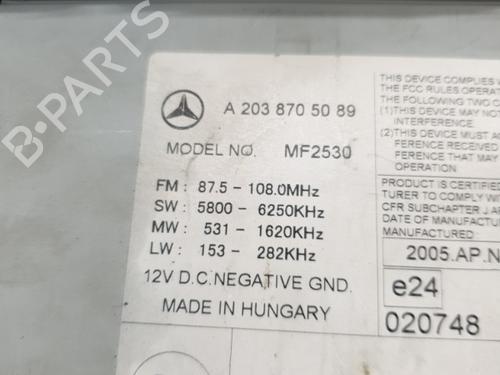 A 203 870 50 89
MODEL NO. MF2530
FM : 87.5 - 108.0MHz
SW : 5800 - 6250KHz
MW : 531 - 1620KHz
LW : 153 - 282KHz
12V D.C. NEGATIVE GND.
MADE IN HUNGARY
THIS DEVICE COMPLIES
THE FCC RULES OPERAT
THE FOLLOWING TWO C
(1)THIS DEVICE MAY NOT
INTERFERENCE
(2)THIS DEVICE MUST A
FERENCE RECEIVED
FERENCE THAT MAY
OPERATION
PRODUCT IS CERTIFIE
TURER TO COMPLY WI
CFR SUBCHAPTER J A
DATE OF MANUFACTUR
MANUFACTURED
2005.AP.N
e24
020748
B-PARTS